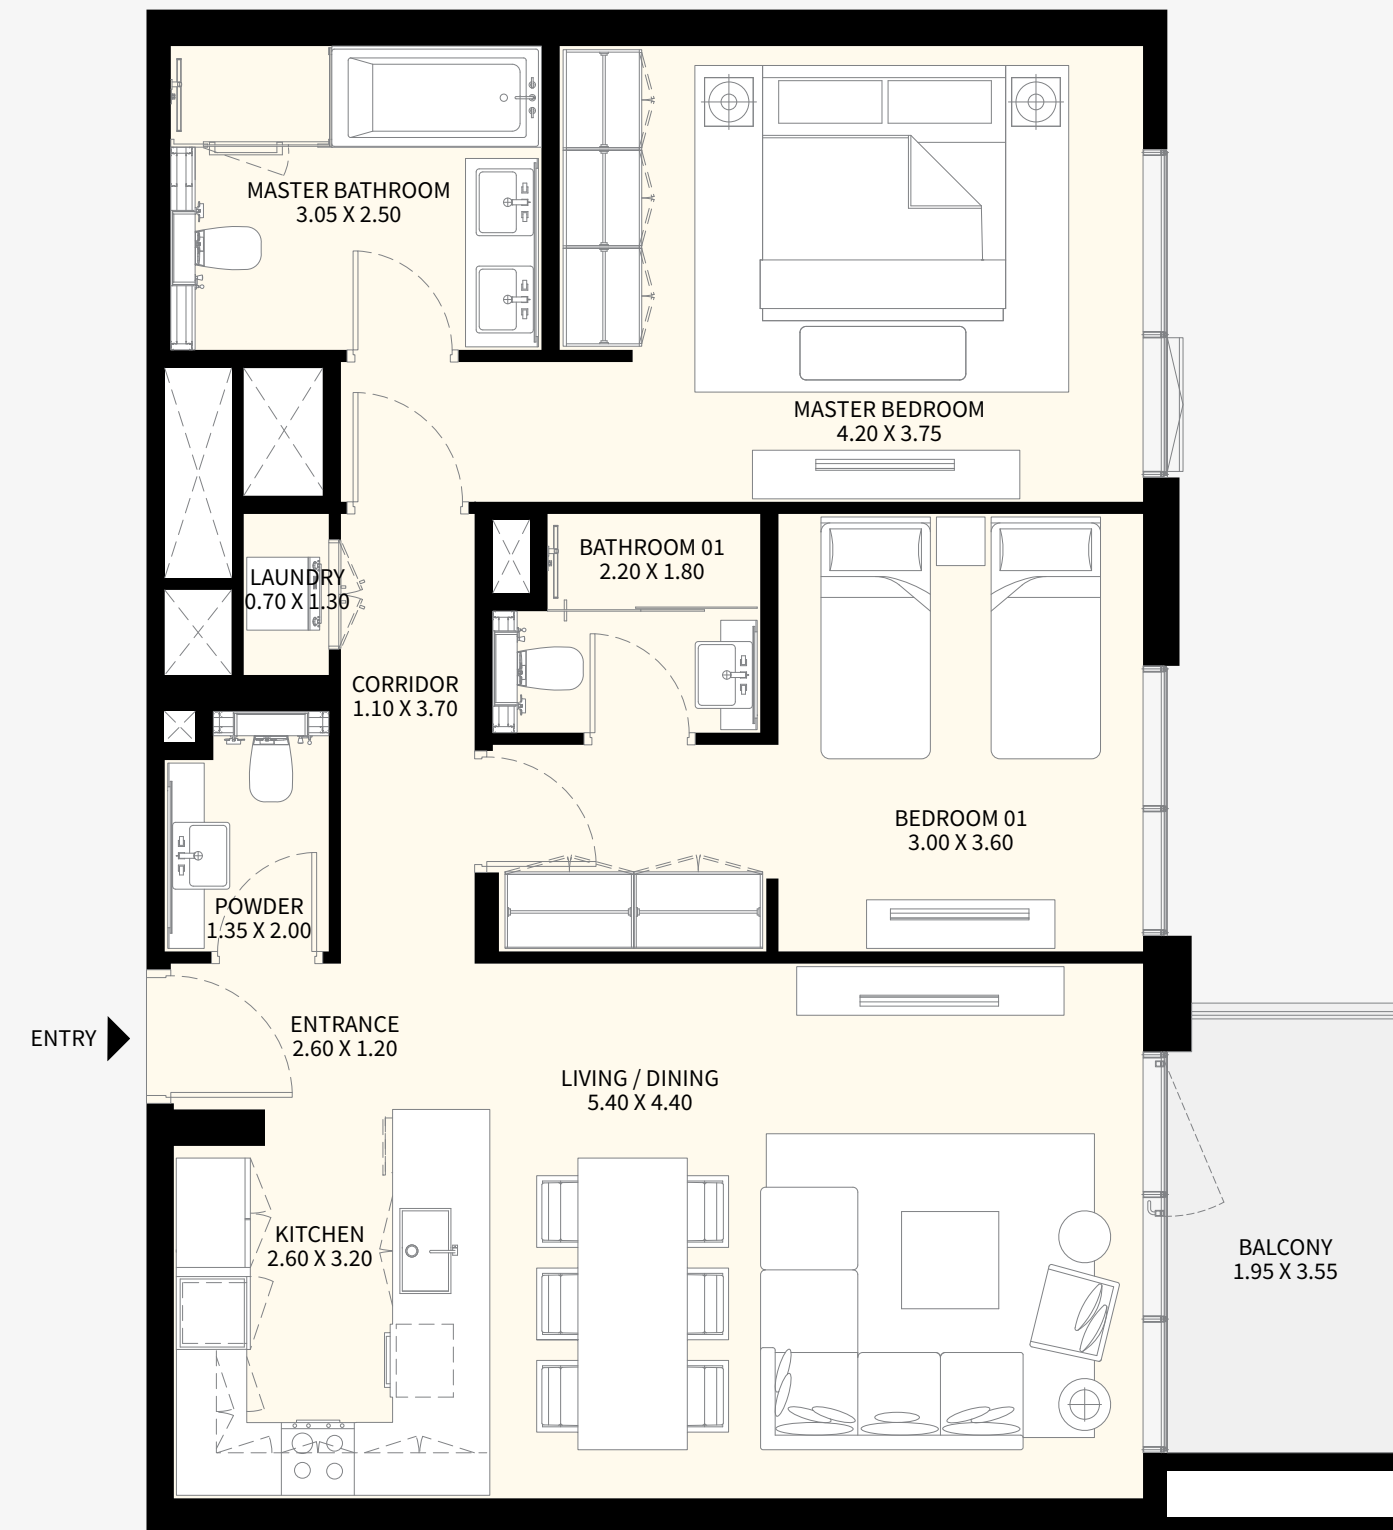 MASTER BATHROOM
3.05 X 2.50
MASTER BEDROOM
4.20 X 3.75
BATHROOM 01
2.20 X 1.80
LAUNDRY
0.70 X 1.30
CORRIDOR
1.10 X 3.70
BEDROOM 01
3.00 X 3.60
POWDER
1.35 X 2.00
ENTRY
ENTRANCE
2.60 X 1.20
LIVING / DINING
5.40 X 4.40
KITCHEN
2.60 X 3.20
BALCONY
1.95 X 3.55